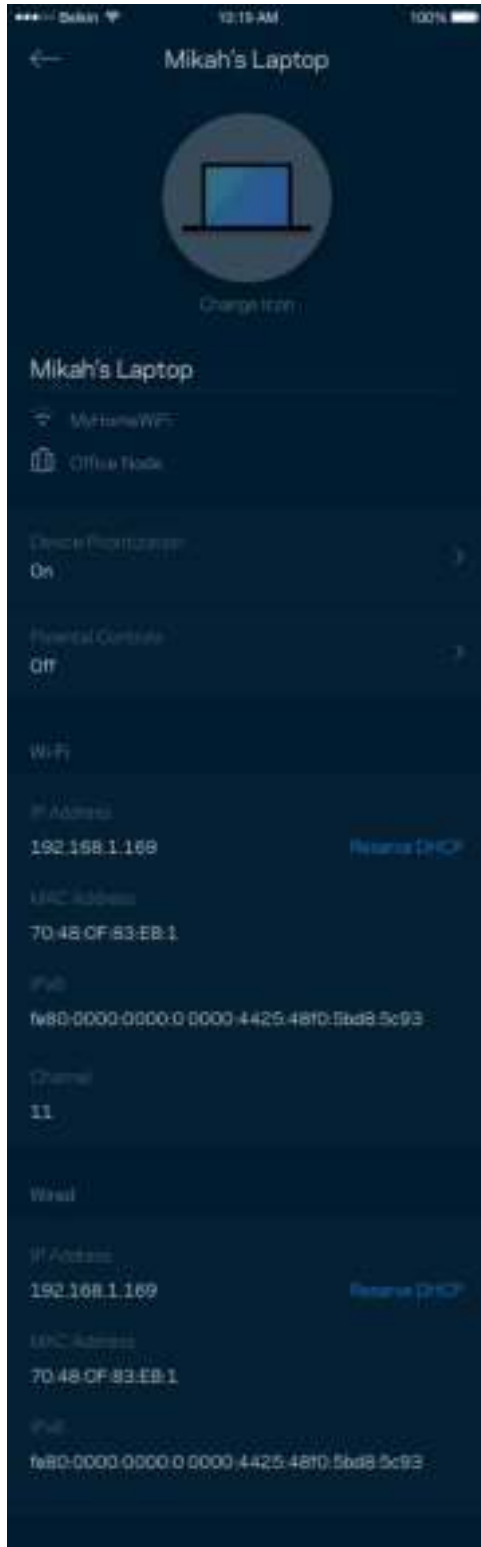 Belkin 10:19 AM 100%
Mikah's Laptop
Change Icon
Mikah's Laptop
MyHomeWiFi
Office Node
Device Prioritization
On
Parental Controls
Off
Wi-Fi
IP Address
192.168.1.169 Reserve DHCP
MAC Address
70:48:0F:83:EB:1
IPv6
fe80:0000:0000:0:0000:4425:48f0:5bd8:5c93
Channel
11
Wired
IP Address
192.168.1.169 Reserve DHCP
MAC Address
70:48:0F:83:EB:1
IPv6
fe80:0000:0000:0:0000:4425:48f0:5bd8:5c93